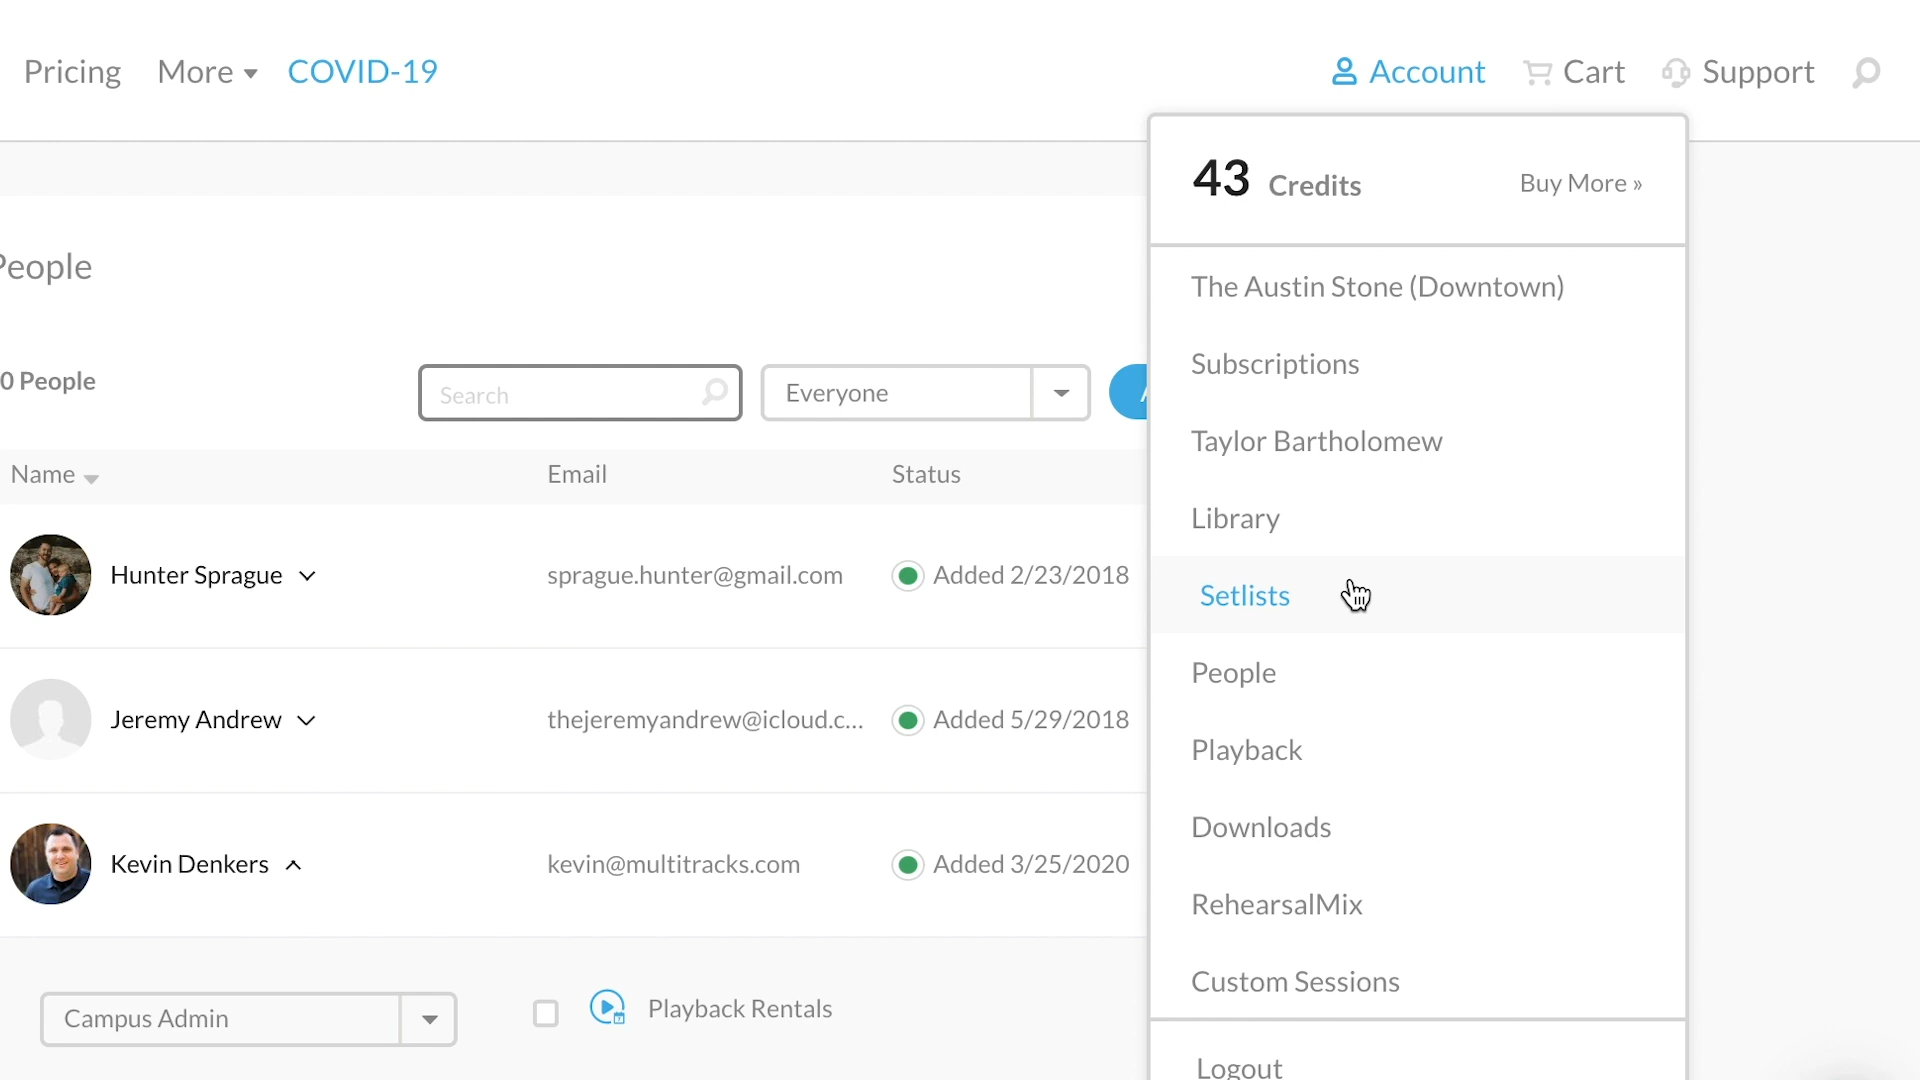 Pricing More COVID-19 Account Cart Support
43 Credits Buy More »
People
0 People
Search
Everyone
Name Email Status
Hunter Sprague sprague.hunter@gmail.com Added 2/23/2018
Jeremy Andrew thejeremyandrew@icloud.c... Added 5/29/2018
Kevin Denkers kevin@multitracks.com Added 3/25/2020
Campus Admin
Playback Rentals
The Austin Stone (Downtown)
Subscriptions
Taylor Bartholomew
Library
Setlists
People
Playback
Downloads
RehearsalMix
Custom Sessions
Logout